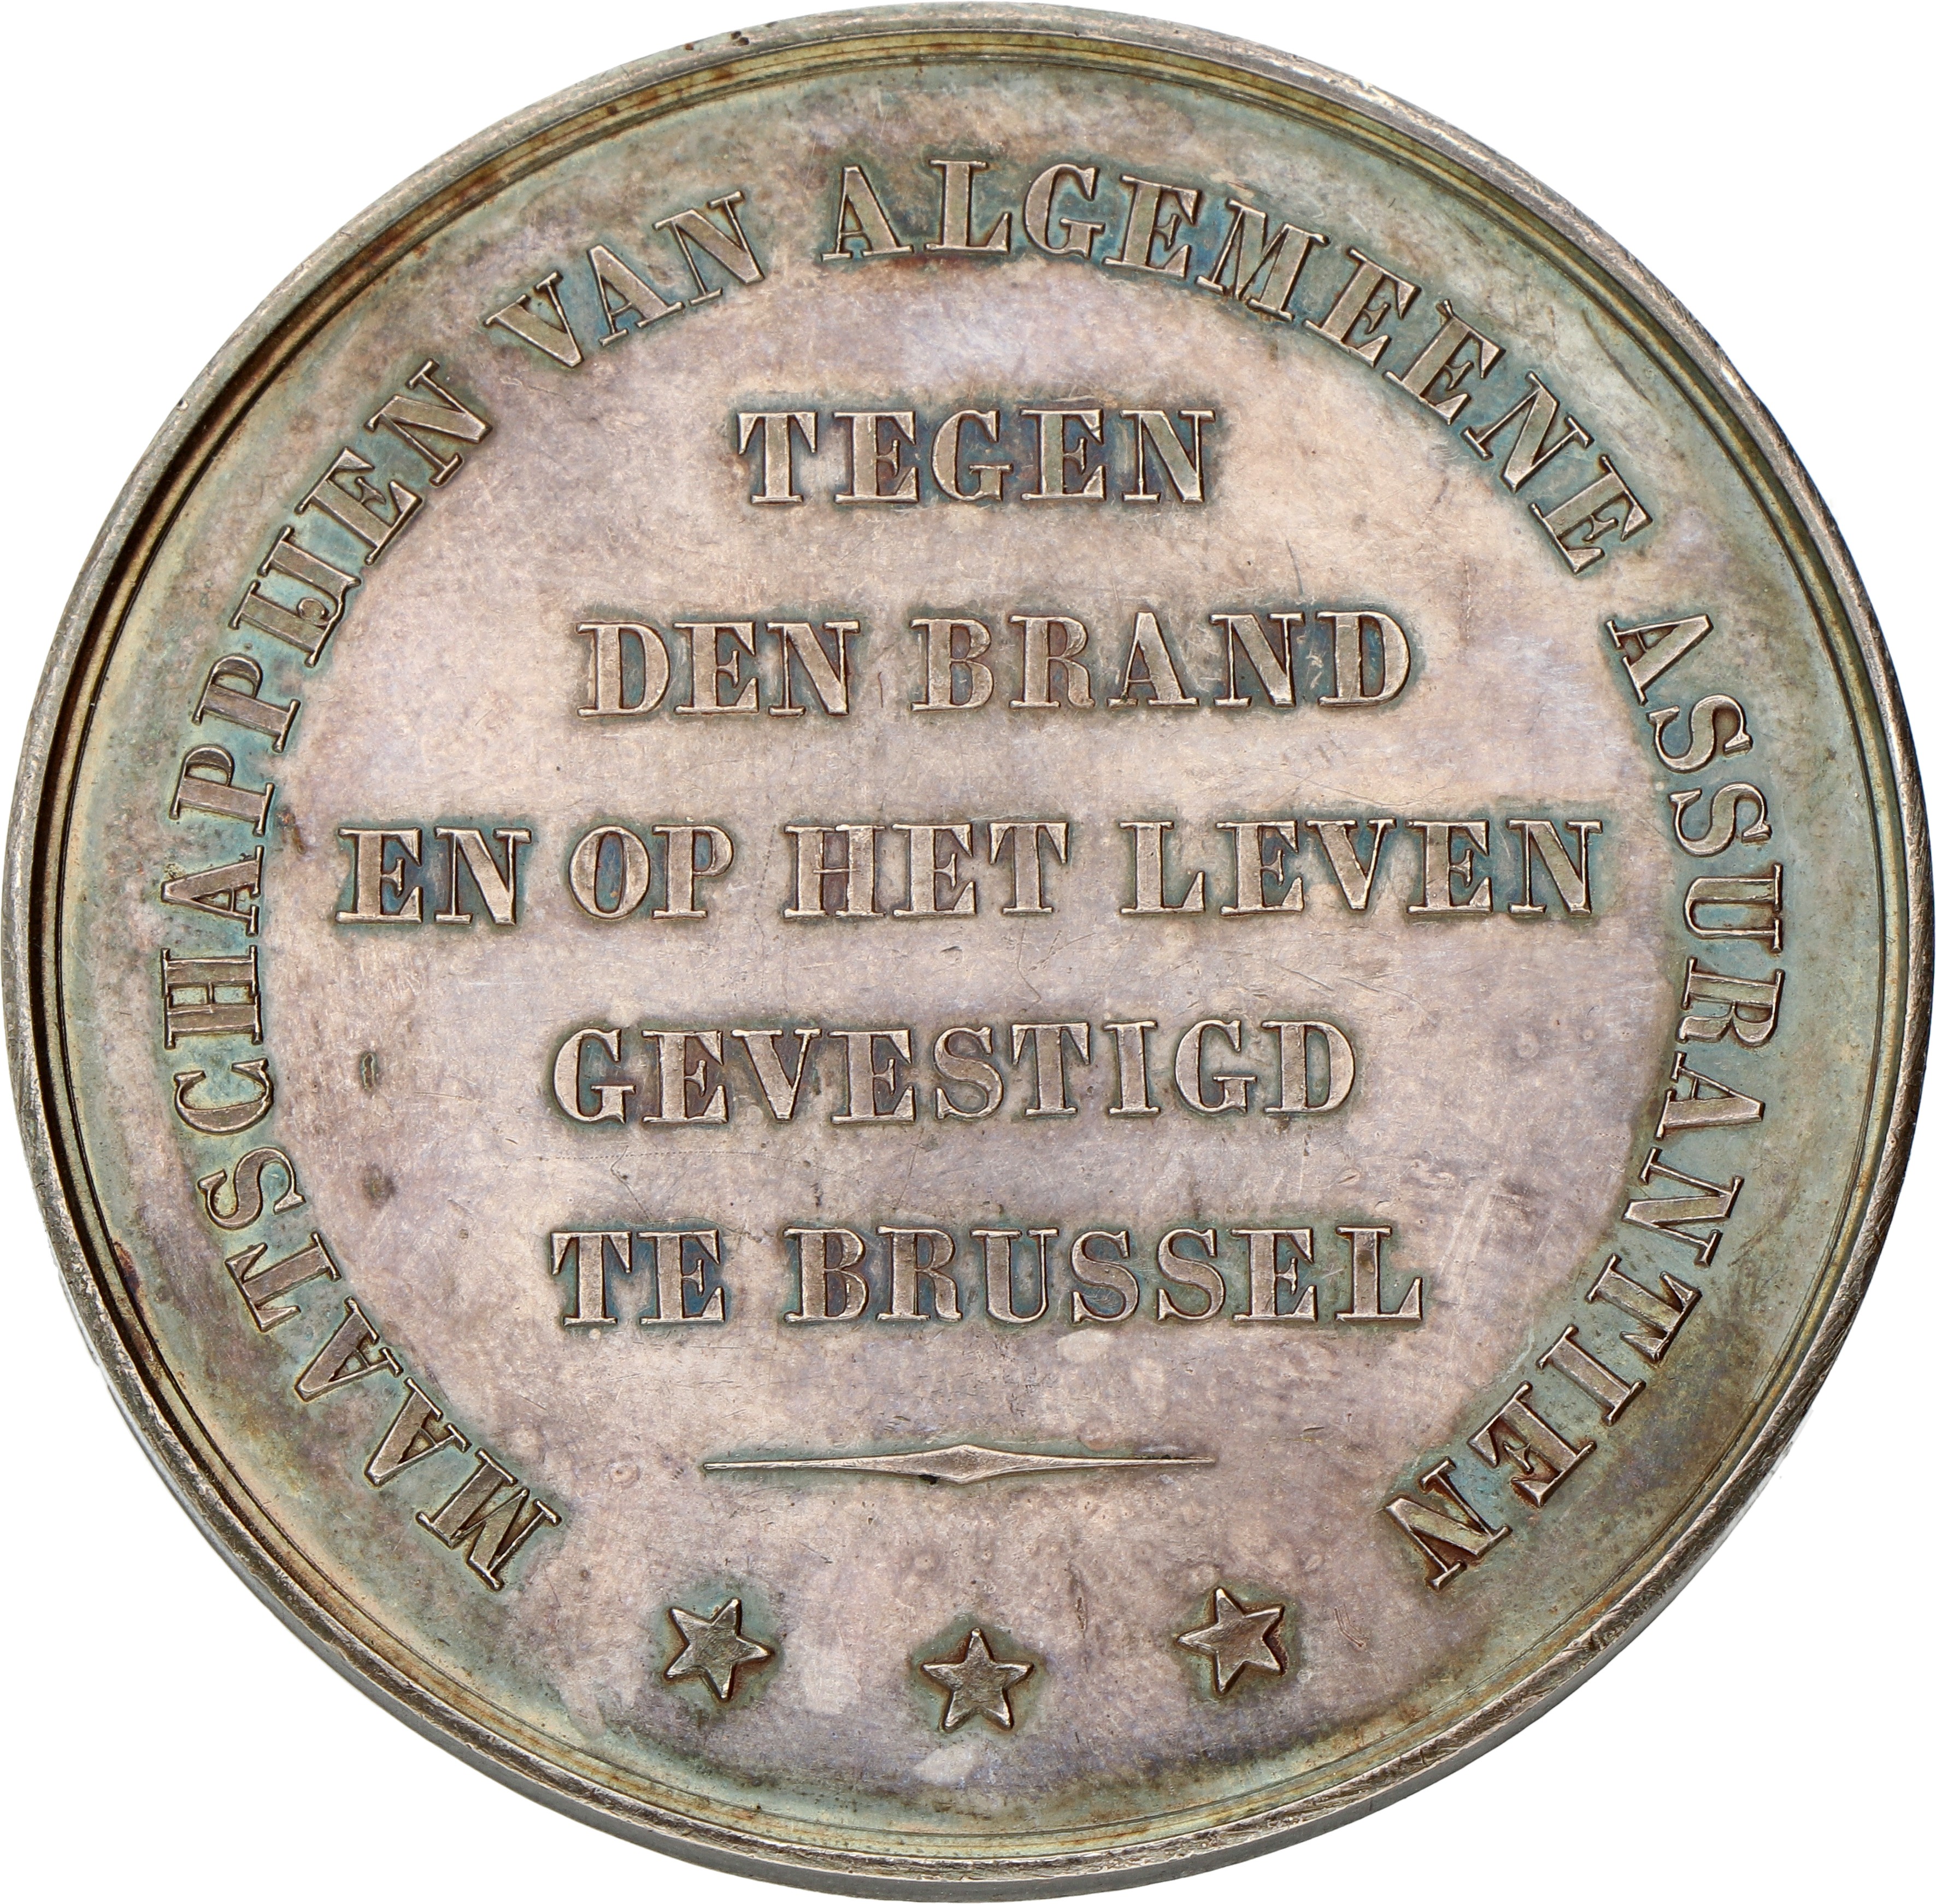 MAATSCHAPPIJEN VAN ALGEMEENE ASSURANTIEN
TEGEN
DEN BRAND
EN OP HET LEVEN
GEVESTIGD
TE BRUSSEL